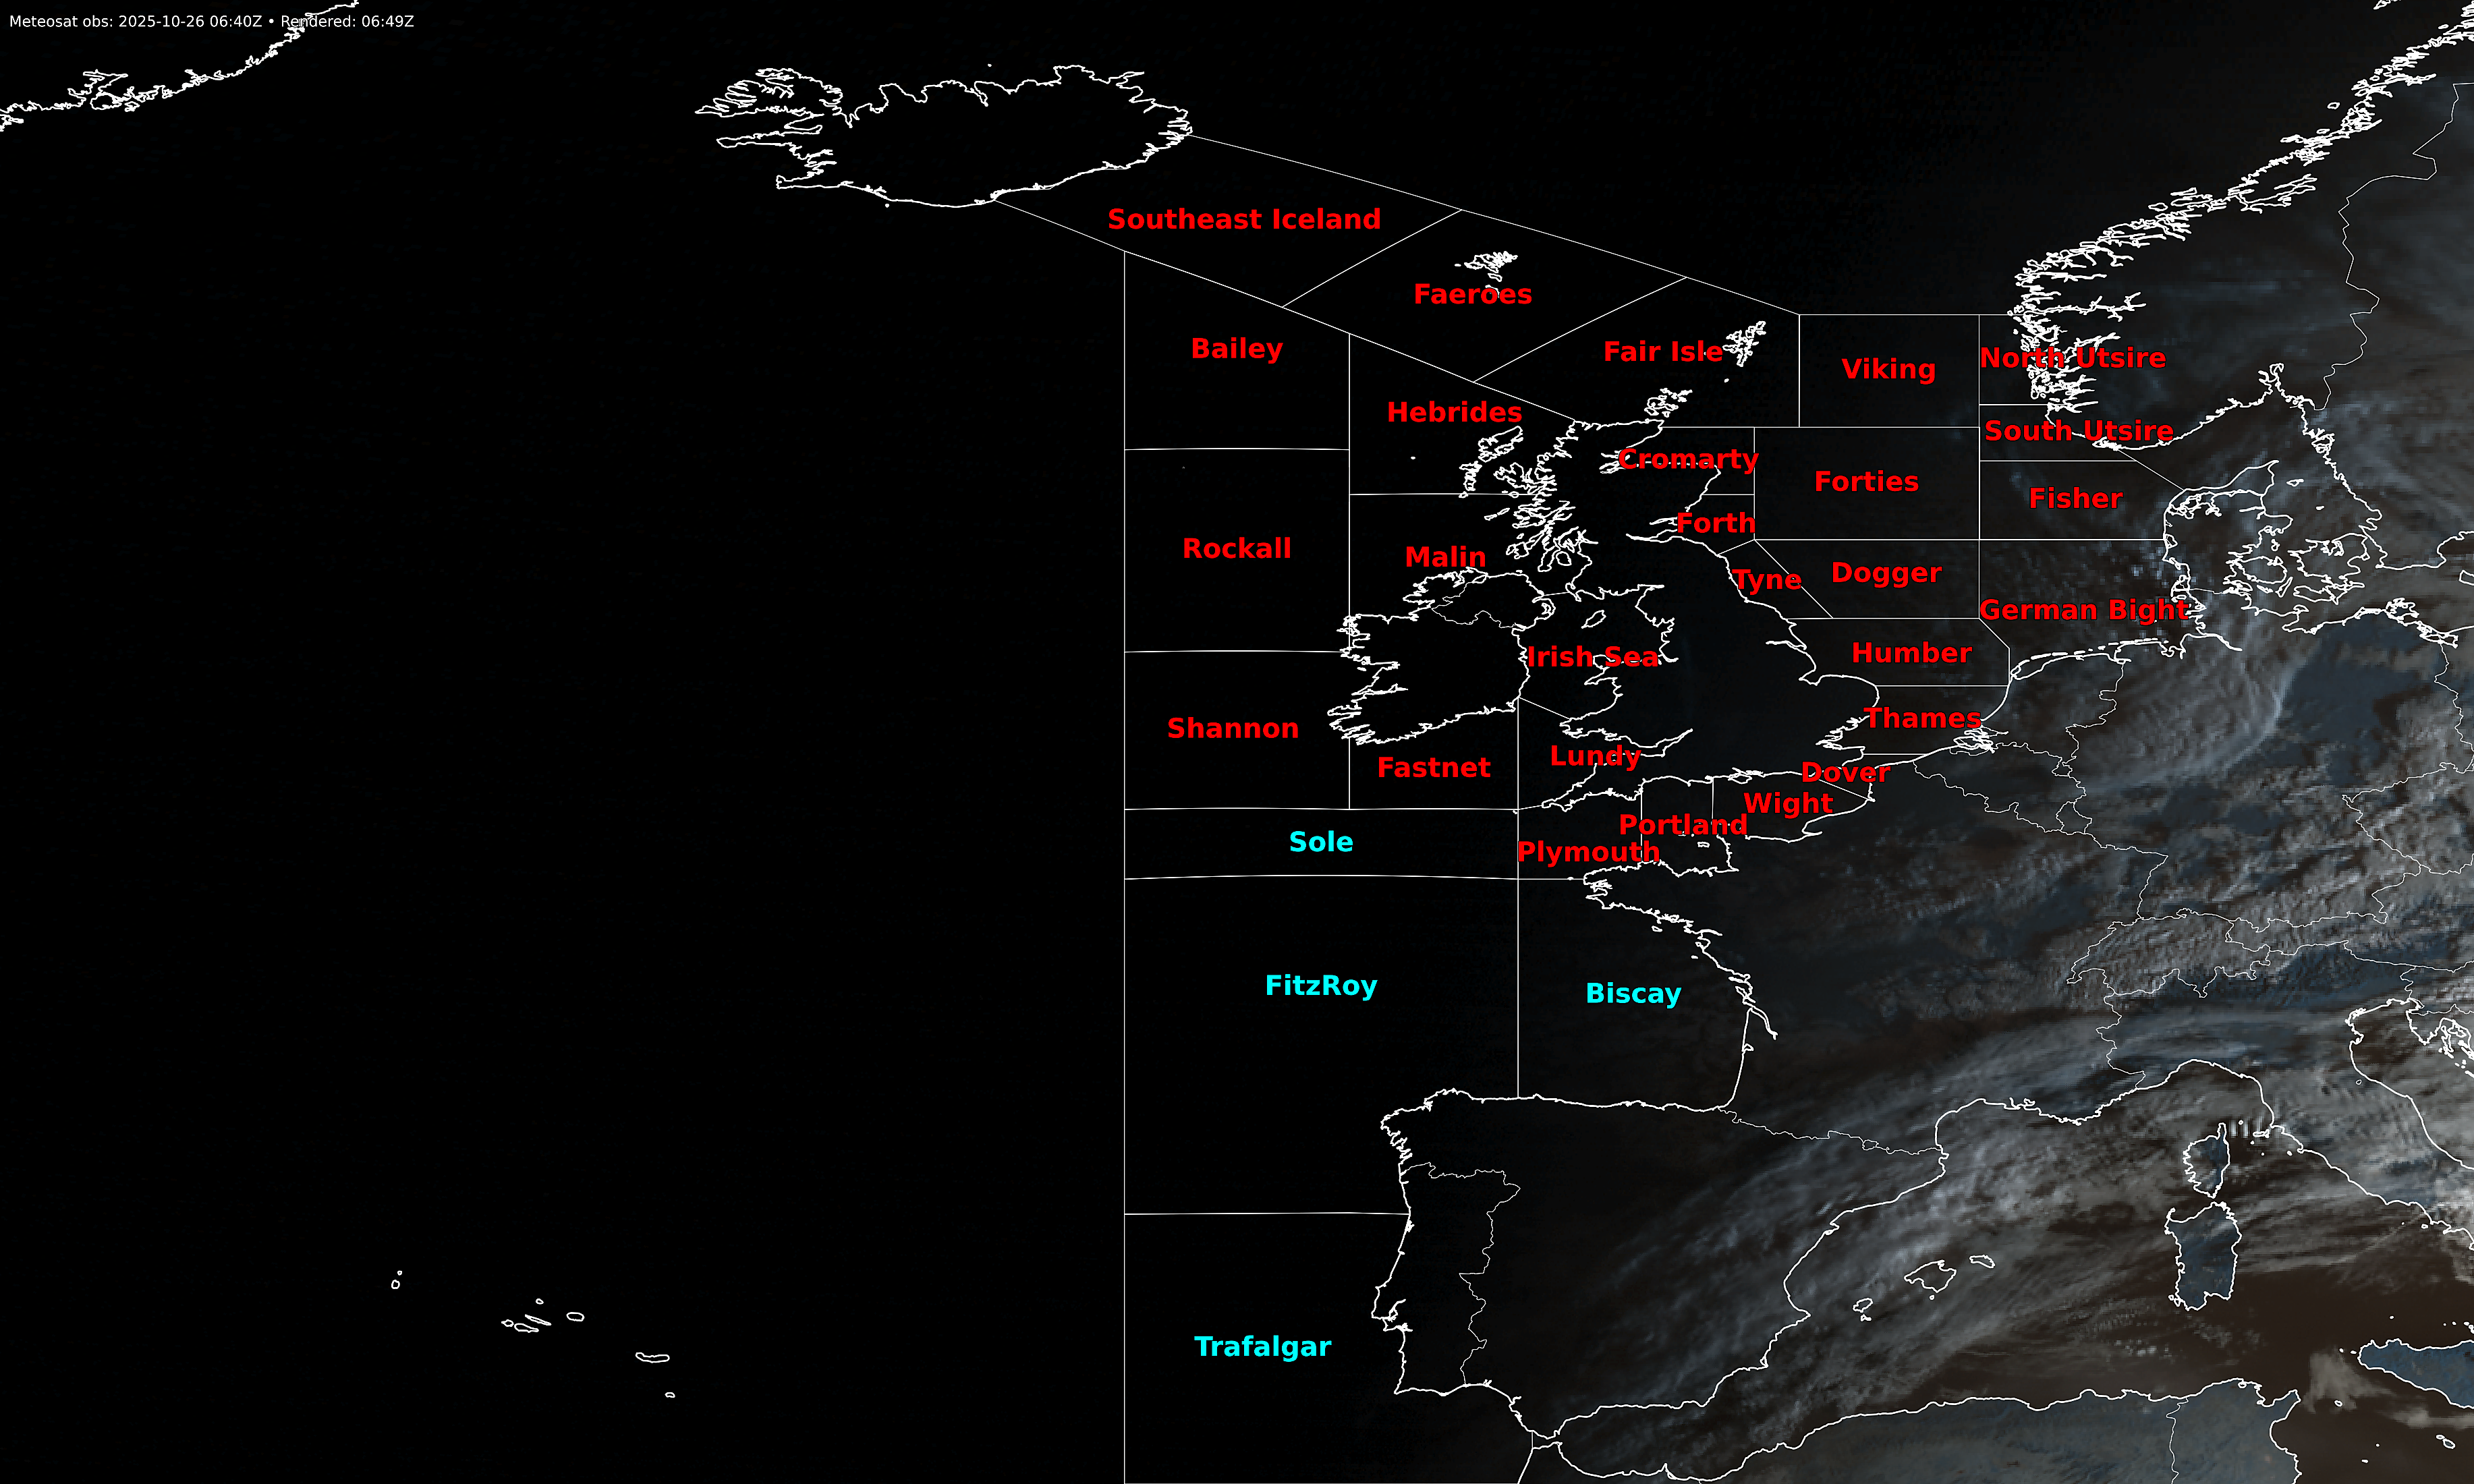 Meteosat obs: 2025-10-26 06:40Z • Rendered: 06:49Z
Southeast Iceland
Faeroes
Bailey
Fair Isle
Viking
North Utsire
Hebrides
South Utsire
Cromarty
Forties
Fisher
Forth
Rockall
Malin
Tyne
Dogger
German Bight
Irish Sea
Humber
Shannon
Thames
Fastnet
Lundy
Dover
Wight
Portland
Sole
Plymouth
FitzRoy
Biscay
Trafalgar